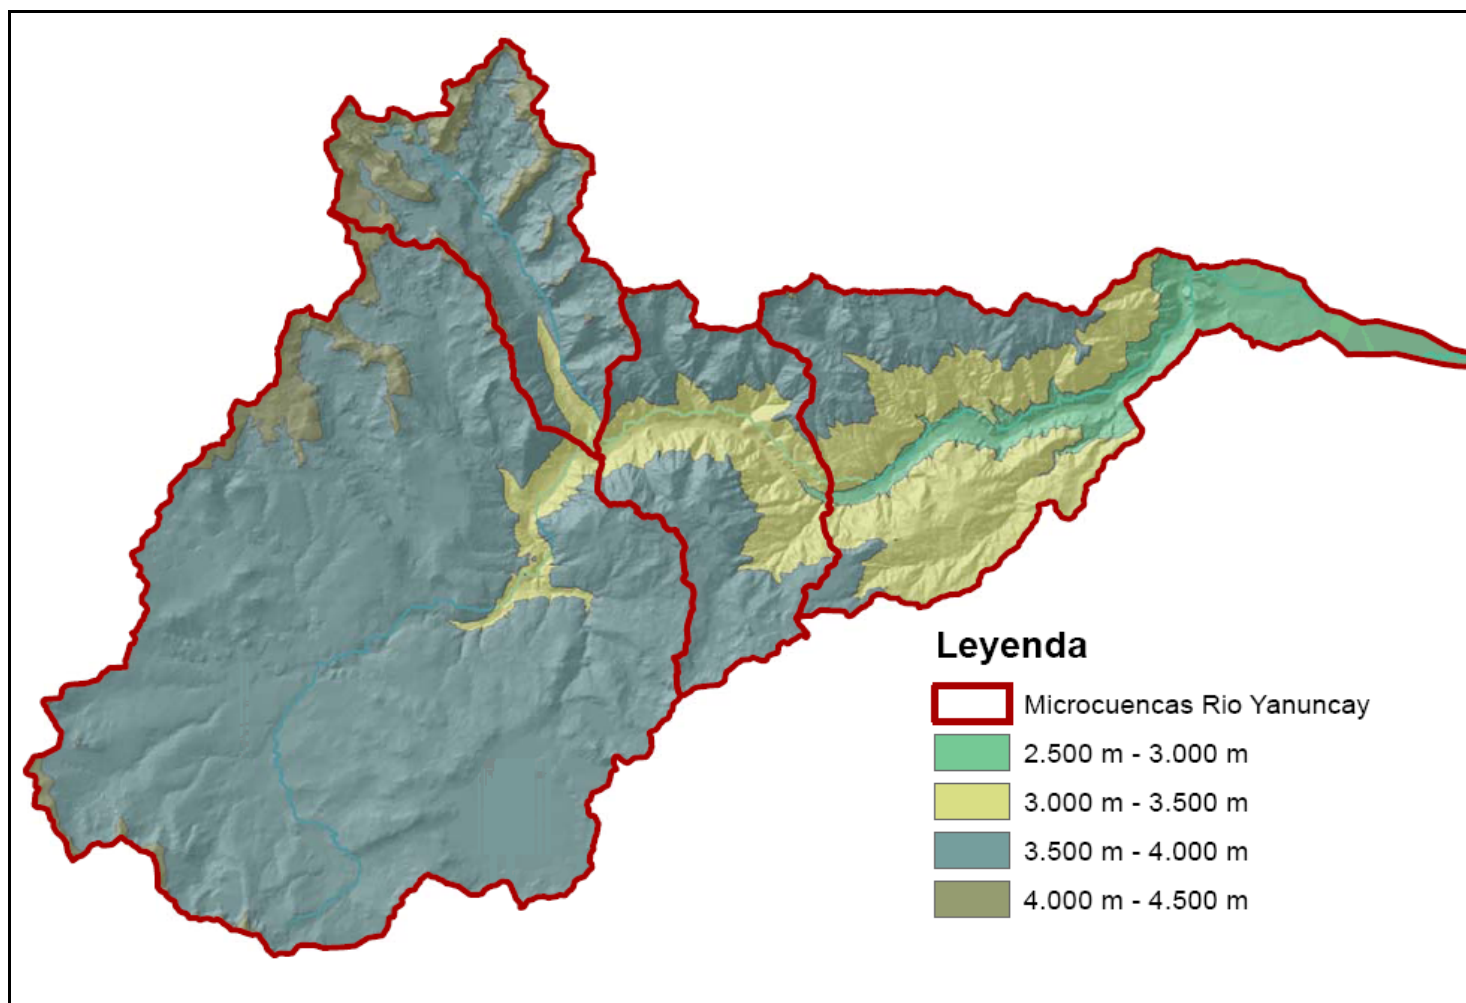 Leyenda
Microcuencas Rio Yanuncay
2.500 m - 3.000 m
3.000 m - 3.500 m
3.500 m - 4.000 m
4.000 m - 4.500 m